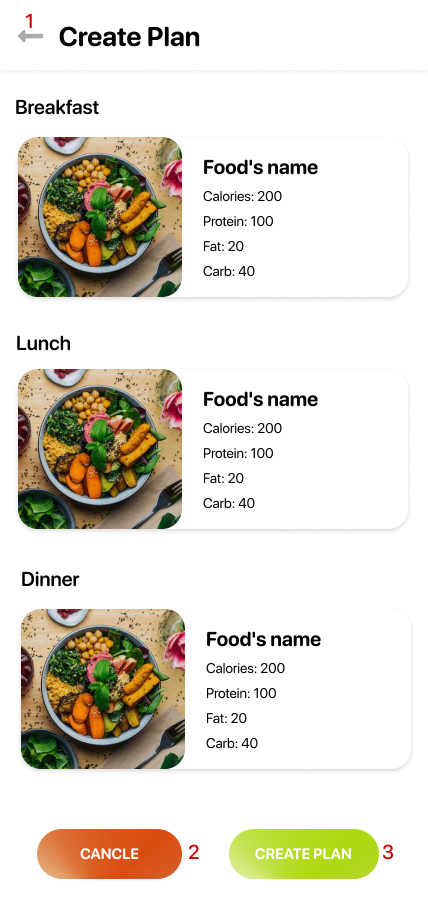 1
Create Plan
Breakfast
Food's name
Calories: 200
Protein: 100
Fat: 20
Carb: 40
Lunch
Food's name
Calories: 200
Protein: 100
Fat: 20
Carb: 40
Dinner
Food's name
Calories: 200
Protein: 100
Fat: 20
Carb: 40
CANCLE 2 CREATE PLAN 3